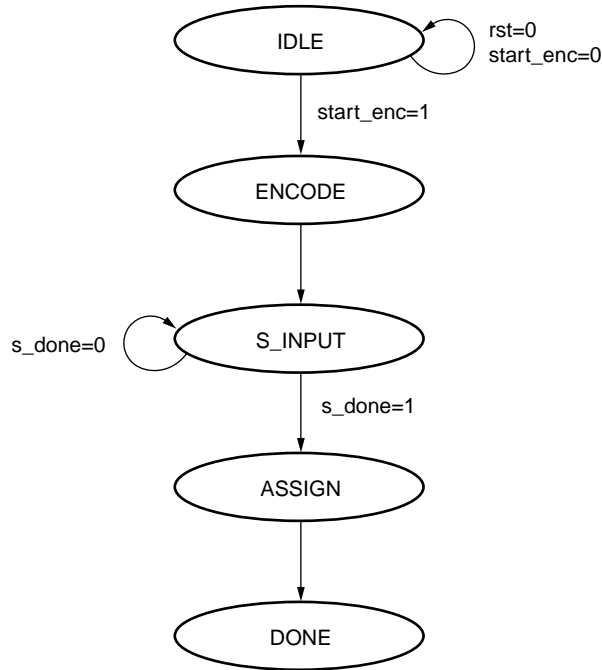 IDLE
rst=0
start_enc=0
start_enc=1
ENCODE
s_done=0
S_INPUT
s_done=1
ASSIGN
DONE